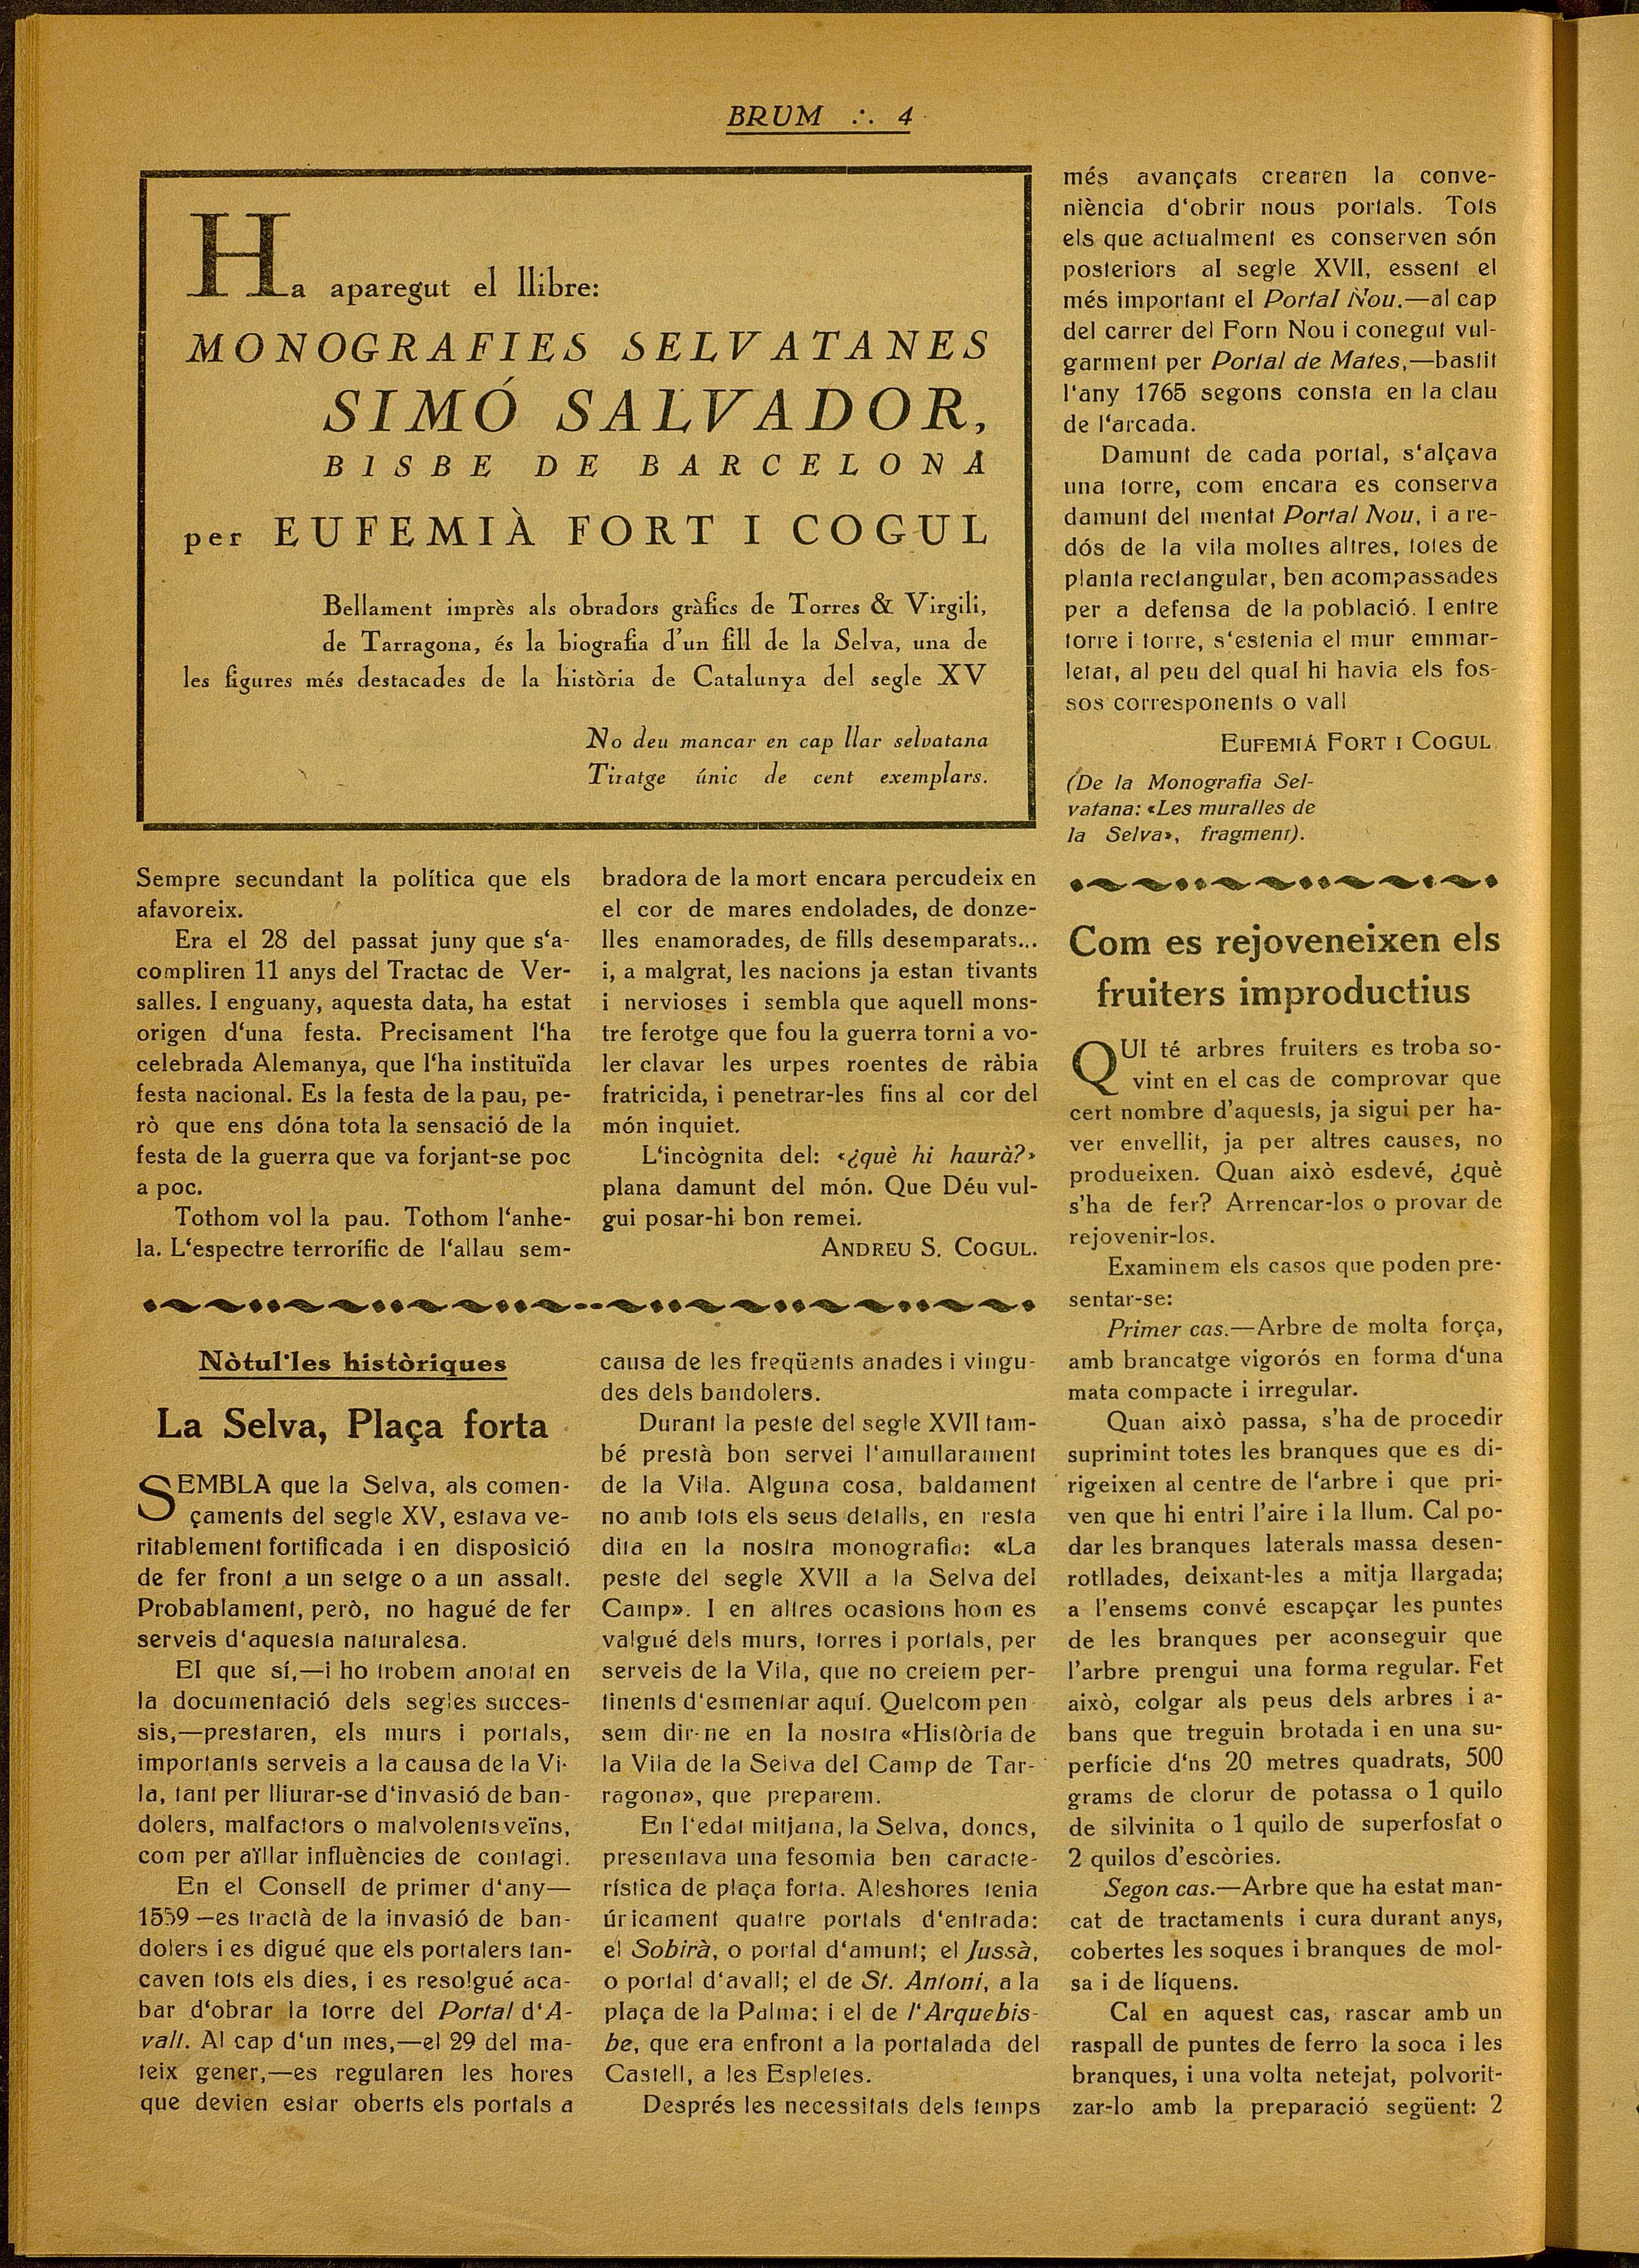 BRUM ∴ 4
Ha aparegut el llibre:
MONOGRAFIES SELVATANES
SIMÓ SALVADOR,
BISBE DE BARCELONA
per EUFEMIÀ FORT I COGUL
Bellament imprès als obradors gràfics de Torres & Virgili,
de Tarragona, és la biografia d'un fill de la Selva, una de
les figures més destacades de la història de Catalunya del segle XV
No deu mancar en cap llar selvatana
Tiratge únic de cent exemplars.
Sempre secundant la política que els
afavoreix.
Era el 28 del passat juny que s'a-
compliren 11 anys del Tractac de Ver-
salles. I enguany, aquesta data, ha estat
origen d'una festa. Precisament l'ha
celebrada Alemanya, que l'ha instituïda
festa nacional. Es la festa de la pau, pe-
rò que ens dóna tota la sensació de la
festa de la guerra que va forjant-se poc
a poc.
Tothom vol la pau. Tothom l'anhe-
la. L'espectre terrorífic de l'allau sem-
bradora de la mort encara percudeix en
el cor de mares endolades, de donze-
lles enamorades, de fills desemparats...
i, a malgrat, les nacions ja estan tivants
i nervioses i sembla que aquell mons-
tre ferotge que fou la guerra torni a vo-
ler clavar les urpes roentes de ràbia
fratricida, i penetrar-les fins al cor del
món inquiet.
L'incògnita del: «¿què hi haurà?»
plana damunt del món. Que Déu vul-
gui posar-hi bon remei.
ANDREU S. COGUL.
Nòtul·les històriques
La Selva, Plaça forta
SEMBLA que la Selva, als comen-
çaments del segle XV, estava ve-
ritablement fortificada i en disposició
de fer front a un setge o a un assalt.
Probablament, però, no hagué de fer
serveis d'aquesta naturalesa.
El que sí,—i ho trobem anotat en
la documentació dels segles succes-
sis,—prestaren, els murs i portals,
importants serveis a la causa de la Vi-
la, tant per lliurar-se d'invasió de ban-
dolers, malfactors o malvolents veïns,
com per aïllar influències de contagi.
En el Consell de primer d'any—
1559—es tractà de la invasió de ban-
dolers i es digué que els portalers tan-
caven tots els dies, i es resolgué aca-
bar d'obrar la torre del Portal d'A-
vall. Al cap d'un mes,—el 29 del ma-
teix gener,—es regularen les hores
que devien estar oberts els portals a
causa de les freqüents anades i vingu-
des dels bandolers.
Durant la peste del segle XVII tam-
bé prestà bon servei l'amullarament
de la Vila. Alguna cosa, baldament
no amb tots els seus detalls, en resta
dita en la nostra monografia: «La
peste del segle XVII a la Selva del
Camp». I en altres ocasions hom es
valgué dels murs, torres i portals, per
serveis de la Vila, que no creiem per-
tinents d'esmentar aquí. Quelcom pen
sem dir-ne en la nostra «Història de
la Vila de la Selva del Camp de Tar-
ragona», que preparem.
En l'edat mitjana, la Selva, doncs,
presentava una fesomia ben caracte-
rística de plaça forta. Aleshores tenia
úricament quatre portals d'entrada:
el Sobirà, o portal d'amunt; el Jussà,
o portal d'avall; el de St. Antoni, a la
plaça de la Palma; i el de l'Arquebis-
be, que era enfront a la portalada del
Castell, a les Espletes.
Després les necessitats dels temps
més avançats crearen la conve-
niència d'obrir nous portals. Tots
els que actualment es conserven són
posteriors al segle XVII, essent el
més important el Portal Nou.—al cap
del carrer del Forn Nou i conegut vul-
garment per Portal de Mates,—bastit
l'any 1765 segons consta en la clau
de l'arcada.
Damunt de cada portal, s'alçava
una torre, com encara es conserva
damunt del mentat Portal Nou, i a re-
dós de la vila moltes altres, totes de
planta rectangular, ben acompassades
per a defensa de la població. I entre
torre i torre, s'estenia el mur emmar-
letat, al peu del qual hi havia els fos-
sos corresponents o vall
EUFEMIÁ FORT I COGUL
(De la Monografia Sel-
vatana: «Les muralles de
la Selva», fragment).
Com es rejoveneixen els
fruiters improductius
QUI té arbres fruiters es troba so-
vint en el cas de comprovar que
cert nombre d'aquests, ja sigui per ha-
ver envellit, ja per altres causes, no
produeixen. Quan això esdevé, ¿què
s'ha de fer? Arrencar-los o provar de
rejovenir-los.
Examinem els casos que poden pre-
sentar-se:
Primer cas.—Arbre de molta força,
amb brancatge vigorós en forma d'una
mata compacte i irregular.
Quan això passa, s'ha de procedir
suprimint totes les branques que es di-
rigeixen al centre de l'arbre i que pri-
ven que hi entri l'aire i la llum. Cal po-
dar les branques laterals massa desen-
rotllades, deixant-les a mitja llargada;
a l'ensems convé escapçar les puntes
de les branques per aconseguir que
l'arbre prengui una forma regular. Fet
això, colgar als peus dels arbres i a-
bans que treguin brotada i en una su-
perfície d'ns 20 metres quadrats, 500
grams de clorur de potassa o 1 quilo
de silvinita o 1 quilo de superfosfat o
2 quilos d'escòries.
Segon cas.—Arbre que ha estat man-
cat de tractaments i cura durant anys,
cobertes les soques i branques de mol-
sa i de líquens.
Cal en aquest cas, rascar amb un
raspall de puntes de ferro la soca i les
branques, i una volta netejat, polvorit-
zar-lo amb la preparació següent: 2